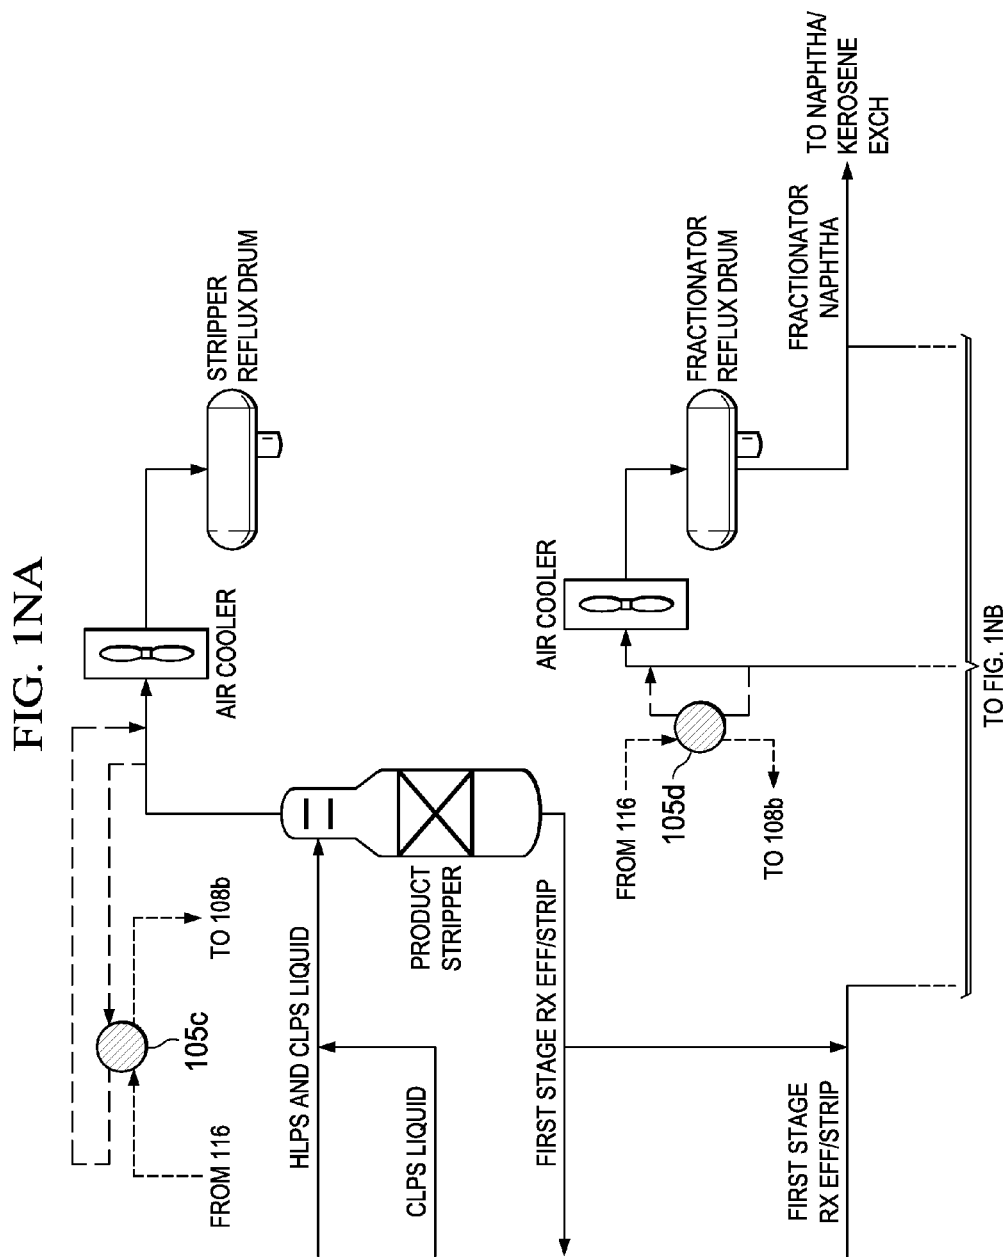 FIG. 1NA
FROM 116
105c
TO 108b
AIR COOLER
STRIPPER
REFLUX DRUM
HLPS AND CLPS LIQUID
CLPS LIQUID
PRODUCT
STRIPPER
FIRST STAGE RX EFF/STRIP
FROM 116
105d
TO 108b
AIR COOLER
FRACTIONATOR
REFLUX DRUM
FIRST STAGE
RX EFF/STRIP
FRACTIONATOR
NAPHTHA
TO NAPHTHA/
KEROSENE
EXCH
TO FIG. 1NB